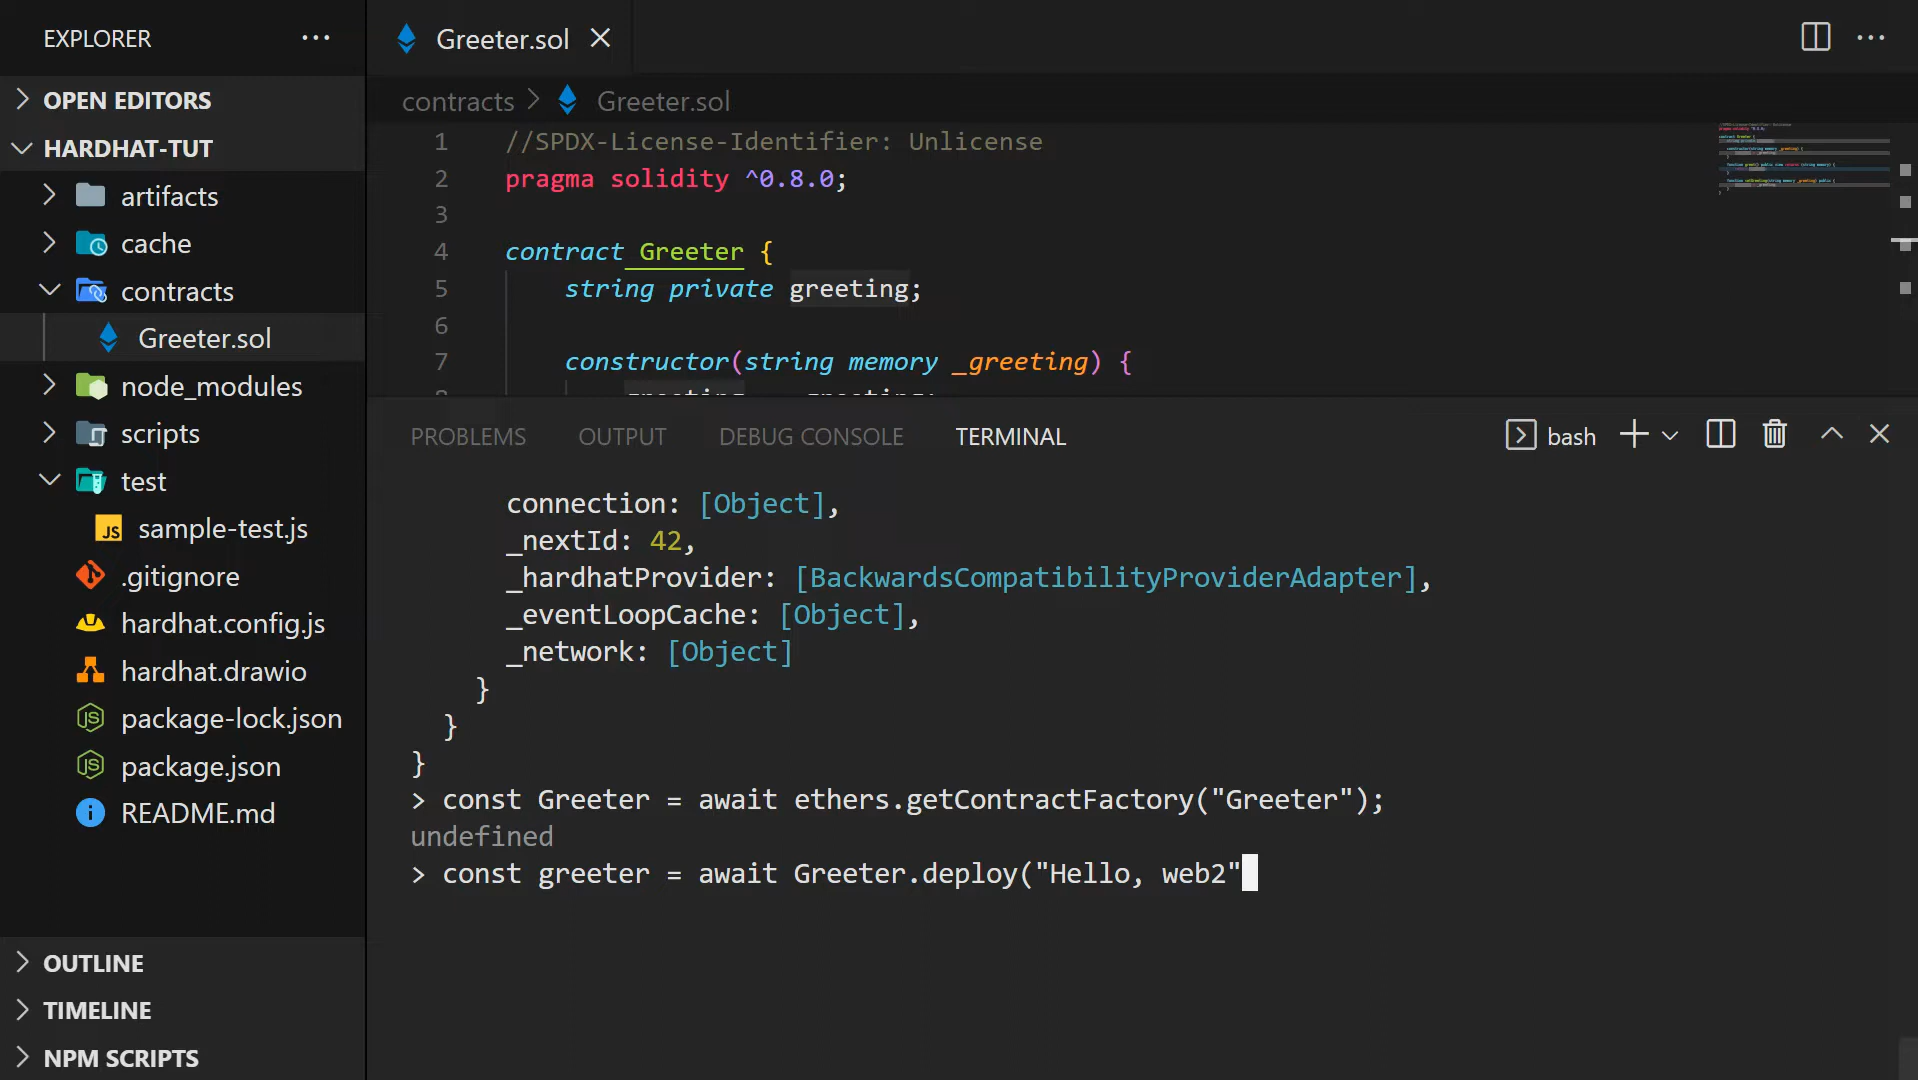 EXPLORER
OPEN EDITORS
HARDHAT-TUT
artifacts
cache
contracts
Greeter.sol
node_modules
scripts
test
sample-test.js
.gitignore
hardhat.config.js
hardhat.drawio
package-lock.json
package.json
README.md
OUTLINE
TIMELINE
NPM SCRIPTS
Greeter.sol
contracts > Greeter.sol
1 //SPDX-License-Identifier: Unlicense
2 pragma solidity ^0.8.0;
3
4 contract Greeter {
5 string private greeting;
6
7 constructor(string memory _greeting) {
PROBLEMS OUTPUT DEBUG CONSOLE TERMINAL bash
connection: [Object],
_nextId: 42,
_hardhatProvider: [BackwardsCompatibilityProviderAdapter],
_eventLoopCache: [Object],
_network: [Object]
}
}
}
> const Greeter = await ethers.getContractFactory("Greeter");
undefined
> const greeter = await Greeter.deploy("Hello, web2"